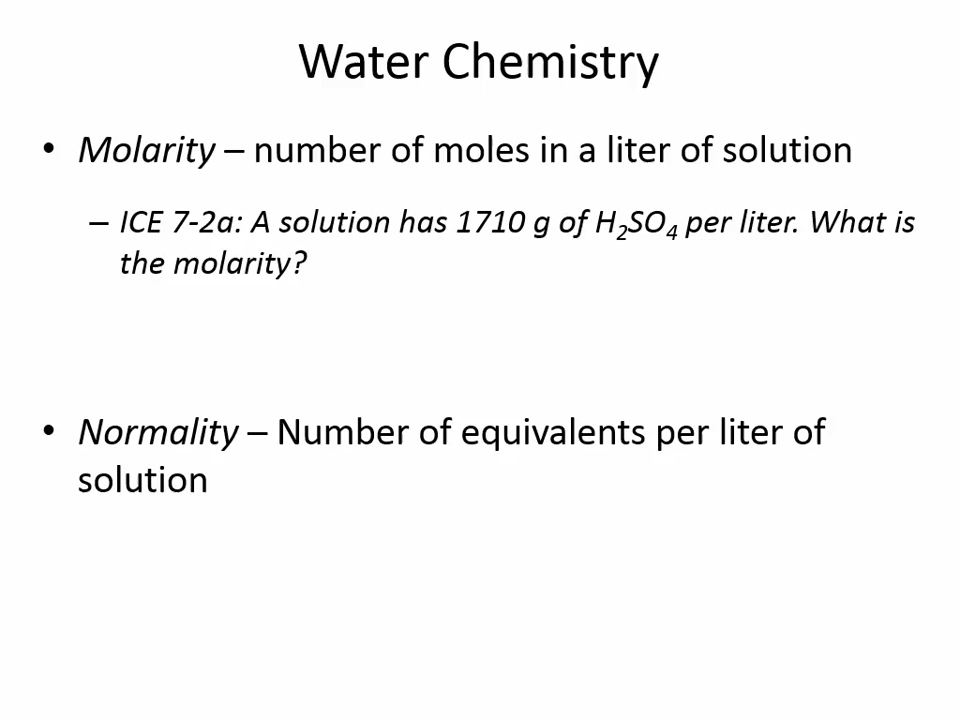 Water Chemistry
• Molarity – number of moles in a liter of solution
– ICE 7-2a: A solution has 1710 g of H₂SO₄ per liter. What is
the molarity?
• Normality – Number of equivalents per liter of
solution